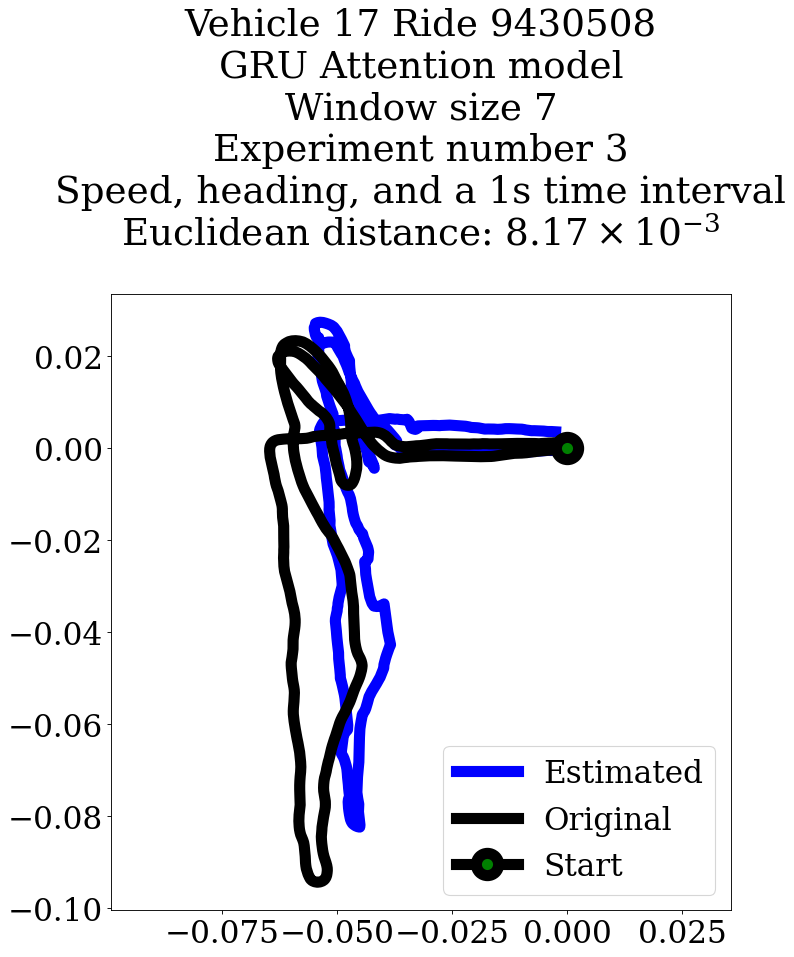 Vehicle 17 Ride 9430508
GRU Attention model
Window size 7
Experiment number 3
Speed, heading, and a 1s time interval
Euclidean distance: 8.17 × 10⁻³
0.02
0.00
−0.02
−0.04
−0.06
−0.08
−0.10
Estimated
Original
Start
−0.075 −0.050 −0.025 0.000 0.025